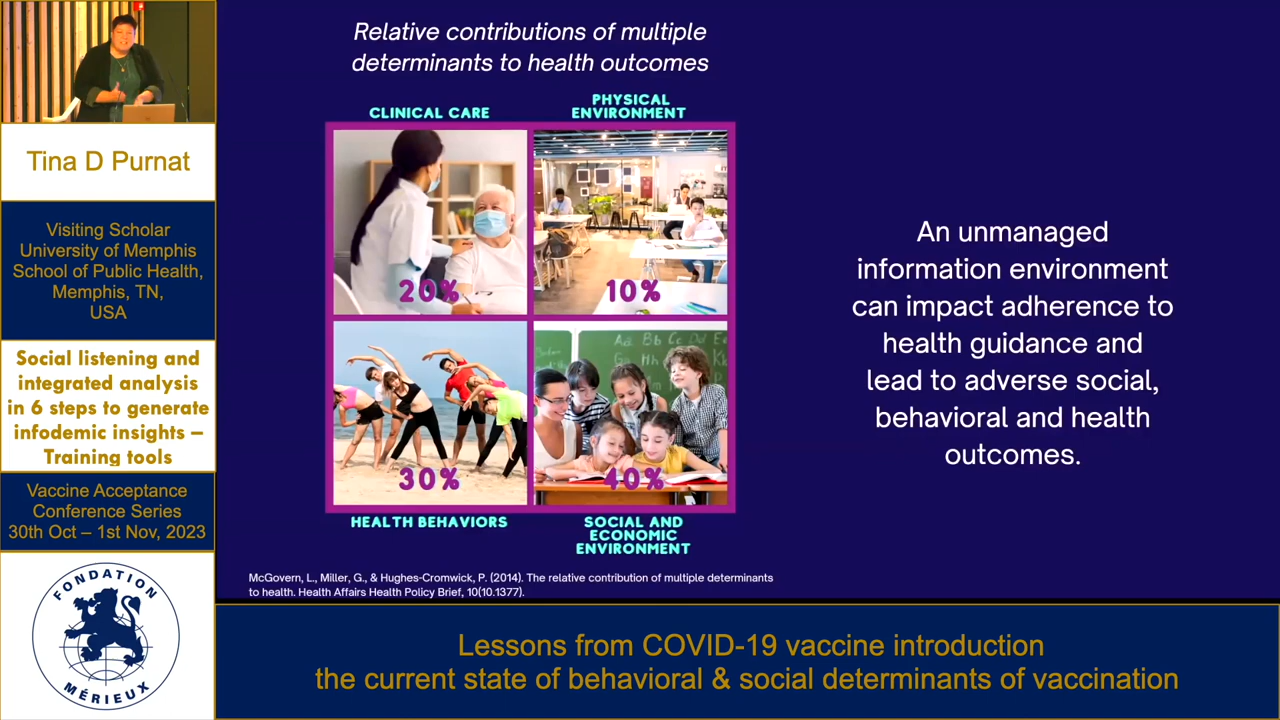 Tina D Purnat
Visiting Scholar
University of Memphis
School of Public Health,
Memphis, TN,
USA
Social listening and
integrated analysis
in 6 steps to generate
infodemic insights –
Training tools
Vaccine Acceptance
Conference Series
30th Oct – 1st Nov, 2023
FONDATION
MÉRIEUX
Relative contributions of multiple
determinants to health outcomes
CLINICAL CARE
PHYSICAL
ENVIRONMENT
20%
10%
Aa Bb Cc Dd Ee
30%
40%
HEALTH BEHAVIORS
SOCIAL AND
ECONOMIC
ENVIRONMENT
An unmanaged
information environment
can impact adherence to
health guidance and
lead to adverse social,
behavioral and health
outcomes.
McGovern, L., Miller, G., & Hughes-Cromwick, P. (2014). The relative contribution of multiple determinants
to health. Health Affairs Health Policy Brief, 10(10.1377).
Lessons from COVID-19 vaccine introduction
the current state of behavioral & social determinants of vaccination